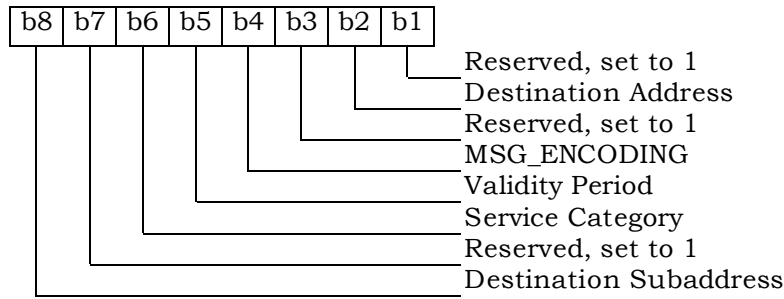 b8 b7 b6 b5 b4 b3 b2 b1
Reserved, set to 1
Destination Address
Reserved, set to 1
MSG_ENCODING
Validity Period
Service Category
Reserved, set to 1
Destination Subaddress